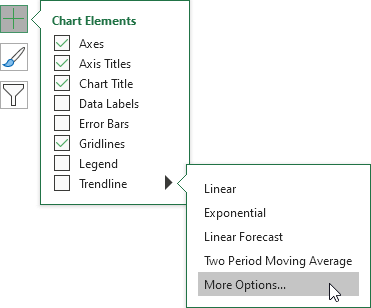 Chart Elements
Axes
Axis Titles
Chart Title
Data Labels
Error Bars
Gridlines
Legend
Trendline
Linear
Exponential
Linear Forecast
Two Period Moving Average
More Options...